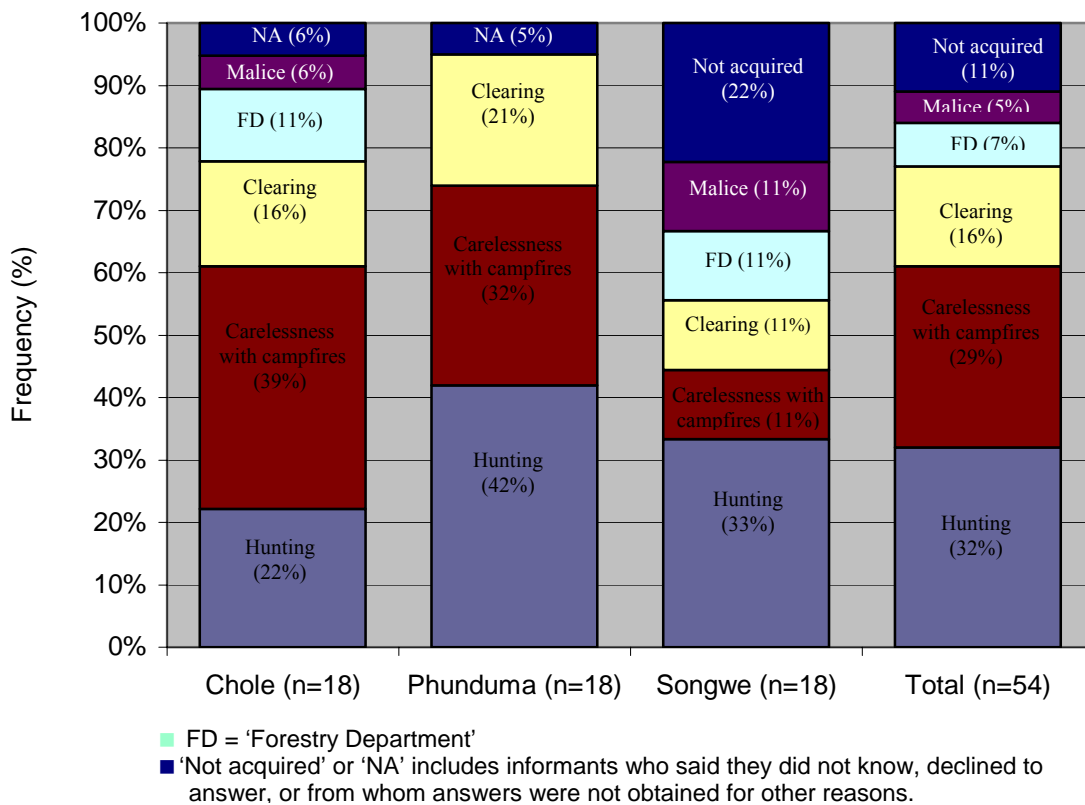 100%
90%
80%
70%
60%
50%
40%
30%
20%
10%
0%
Frequency (%)
NA (6%)
Malice (6%)
FD (11%)
Clearing
(16%)
Carelessness
with campfires
(39%)
Hunting
(22%)
NA (5%)
Clearing
(21%)
Carelessness
with campfires
(32%)
Hunting
(42%)
Not acquired
(22%)
Malice (11%)
FD (11%)
Clearing (11%)
Carelessness with
campfires (11%)
Hunting
(33%)
Not acquired
(11%)
Malice (5%)
FD (7%)
Clearing
(16%)
Carelessness
with campfires
(29%)
Hunting
(32%)
Chole (n=18)
Phunduma (n=18)
Songwe (n=18)
Total (n=54)
FD = ‘Forestry Department’
‘Not acquired’ or ‘NA’ includes informants who said they did not know, declined to
answer, or from whom answers were not obtained for other reasons.